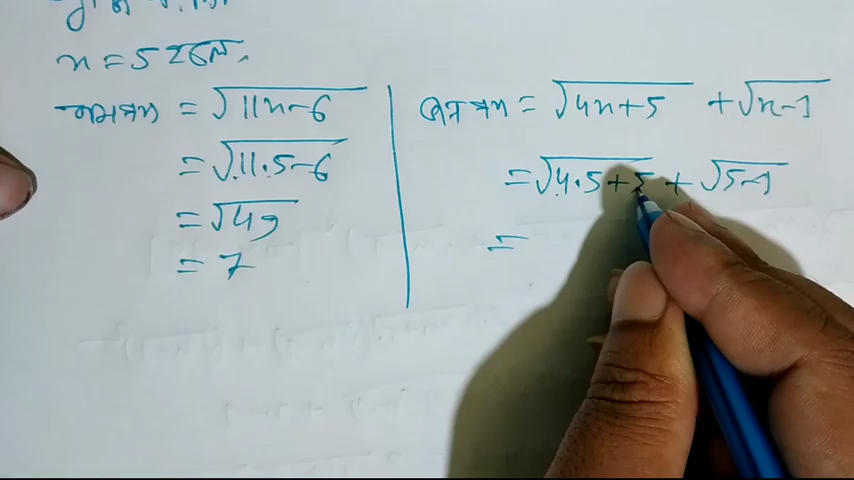 x = 5 হলে,
বামপক্ষ = √11x-6
= √11·5-6
= √49
= 7
ডানপক্ষ = √4x+5 + √x-1
= √4·5+5 + √5-1
=